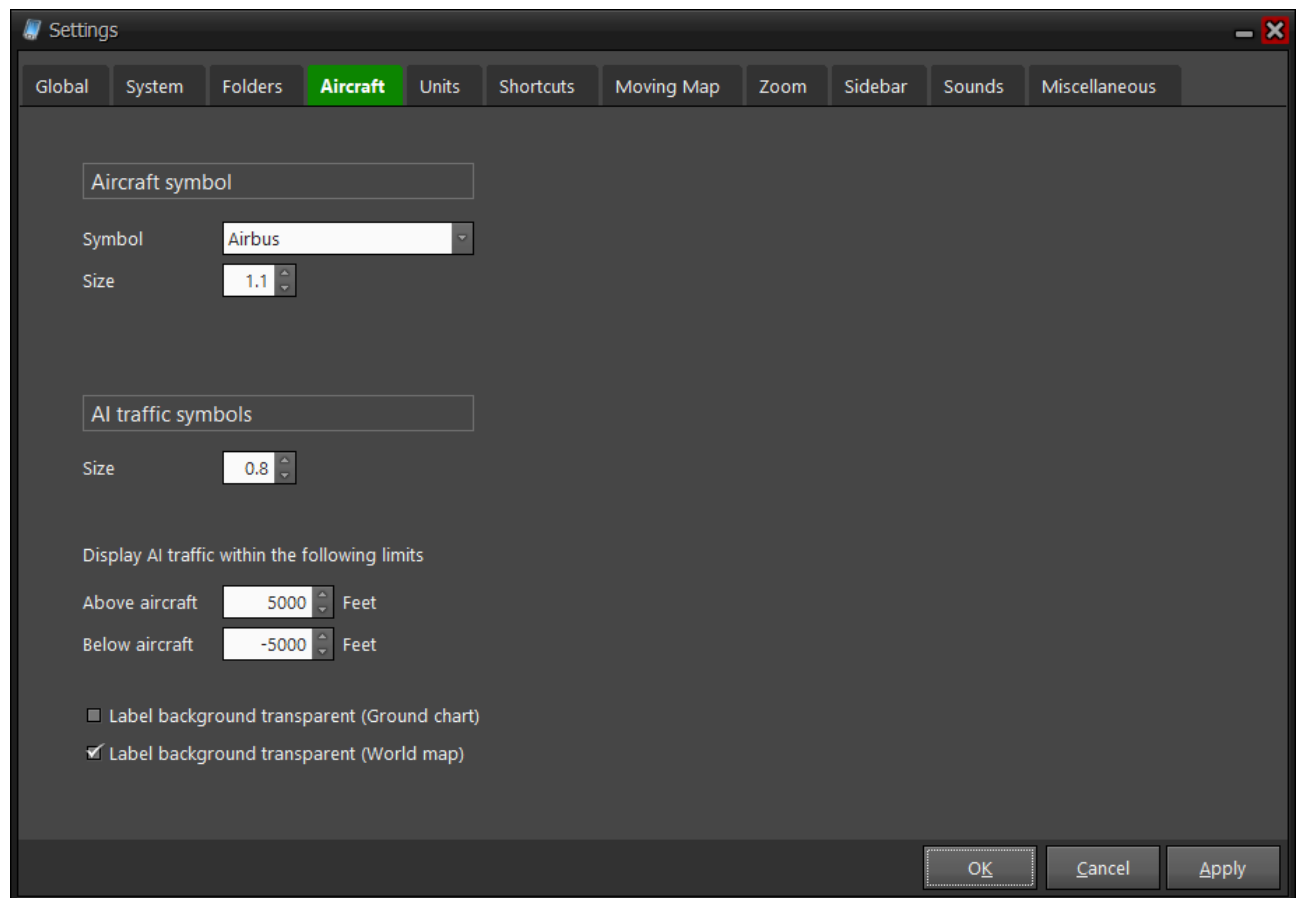 Settings
Global System Folders Aircraft Units Shortcuts Moving Map Zoom Sidebar Sounds Miscellaneous
Aircraft symbol
Symbol Airbus
Size 1.1
AI traffic symbols
Size 0.8
Display AI traffic within the following limits
Above aircraft 5000 Feet
Below aircraft -5000 Feet
Label background transparent (Ground chart)
Label background transparent (World map)
OK Cancel Apply